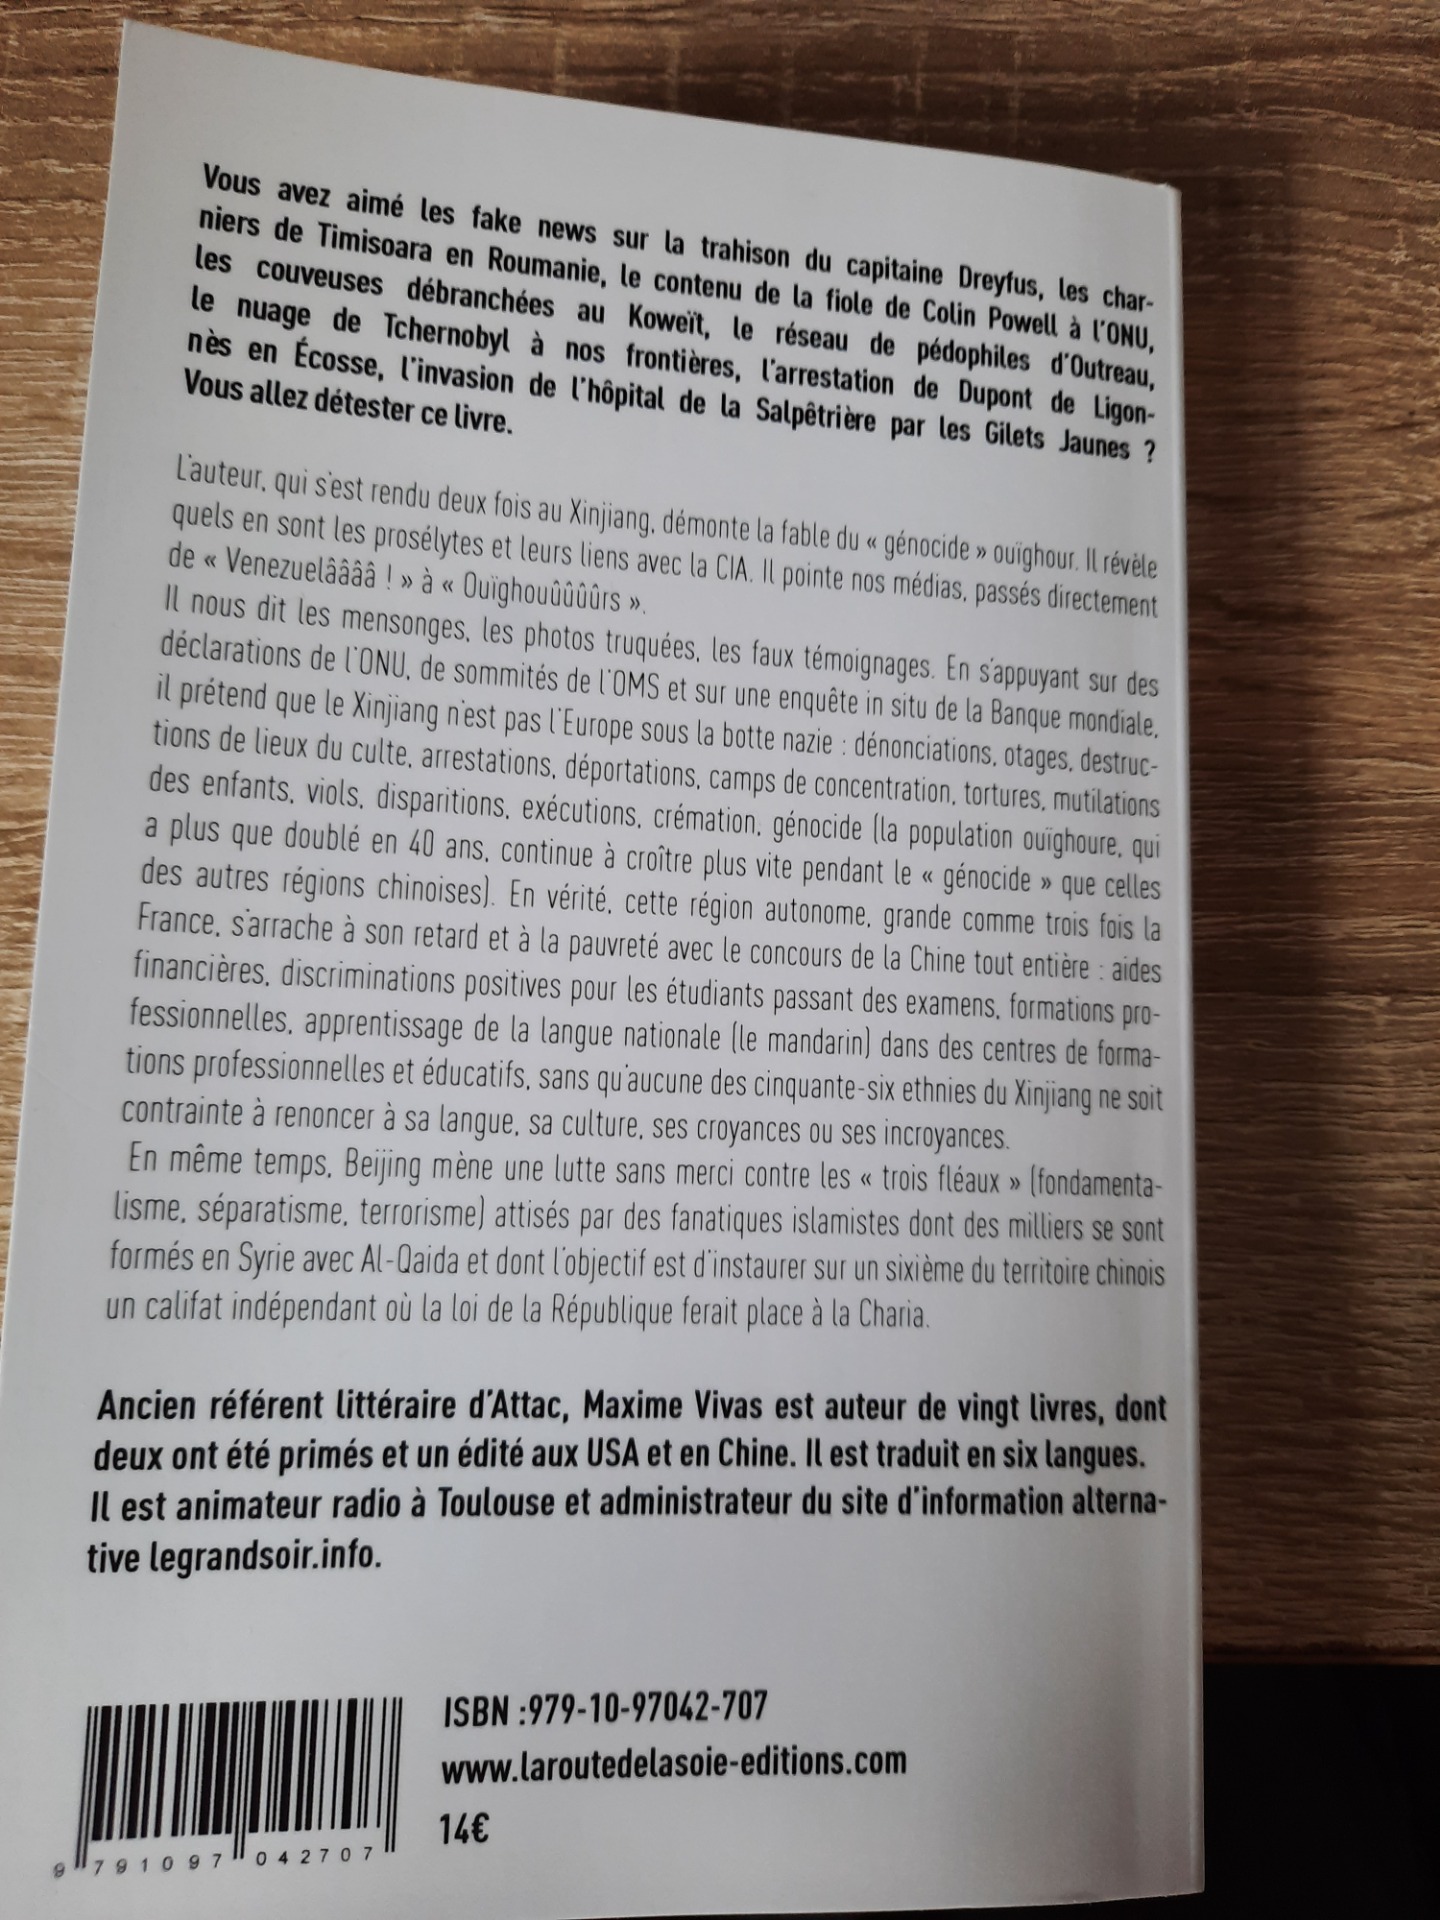 Vous avez aimé les fake news sur la trahison du capitaine Dreyfus, les char-
niers de Timisoara en Roumanie, le contenu de la fiole de Colin Powell à l'ONU,
les couveuses débranchées au Koweït, le réseau de pédophiles d'Outreau,
le nuage de Tchernobyl à nos frontières, l'arrestation de Dupont de Ligon-
nès en Écosse, l'invasion de l'hôpital de la Salpêtrière par les Gilets Jaunes ?
Vous allez détester ce livre.
L'auteur, qui s'est rendu deux fois au Xinjiang, démonte la fable du « génocide » ouïghour. Il révèle
quels en sont les prosélytes et leurs liens avec la CIA. Il pointe nos médias, passés directement
de « Venezuelââââ ! » à « Ouïghouûûûûrs ».
Il nous dit les mensonges, les photos truquées, les faux témoignages. En s'appuyant sur des
déclarations de l'ONU, de sommités de l'OMS et sur une enquête in situ de la Banque mondiale,
il prétend que le Xinjiang n'est pas l'Europe sous la botte nazie : dénonciations, otages, destruc-
tions de lieux du culte, arrestations, déportations, camps de concentration, tortures, mutilations
des enfants, viols, disparitions, exécutions, crémation, génocide (la population ouïghoure, qui
a plus que doublé en 40 ans, continue à croître plus vite pendant le « génocide » que celles
des autres régions chinoises). En vérité, cette région autonome, grande comme trois fois la
France, s'arrache à son retard et à la pauvreté avec le concours de la Chine tout entière : aides
financières, discriminations positives pour les étudiants passant des examens, formations pro-
fessionnelles, apprentissage de la langue nationale (le mandarin) dans des centres de forma-
tions professionnelles et éducatifs, sans qu'aucune des cinquante-six ethnies du Xinjiang ne soit
contrainte à renoncer à sa langue, sa culture, ses croyances ou ses incroyances.
En même temps, Beijing mène une lutte sans merci contre les « trois fléaux » (fondamenta-
lisme, séparatisme, terrorisme) attisés par des fanatiques islamistes dont des milliers se sont
formés en Syrie avec Al-Qaida et dont l'objectif est d'instaurer sur un sixième du territoire chinois
un califat indépendant où la loi de la République ferait place à la Charia.
Ancien référent littéraire d'Attac, Maxime Vivas est auteur de vingt livres, dont
deux ont été primés et un édité aux USA et en Chine. Il est traduit en six langues.
Il est animateur radio à Toulouse et administrateur du site d'information alterna-
tive legrandsoir.info.
ISBN :979-10-97042-707
www.laroutedelasoie-editions.com
14€
9 791097 042707